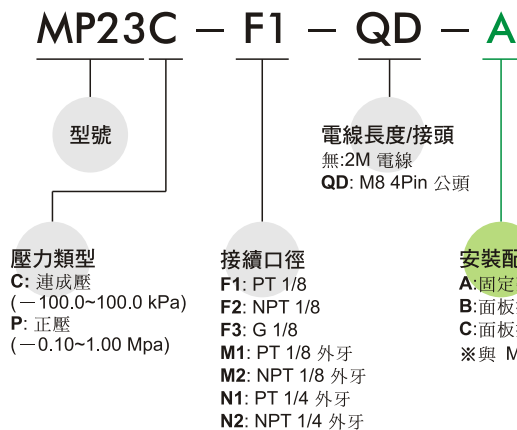 MP23C － F1 － QD － A
型號
電線長度/接頭
無:2M 電線
QD: M8 4Pin 公頭
壓力類型
C: 連成壓
(－100.0~100.0 kPa)
P: 正壓
(－0.10~1.00 Mpa)
接續口徑
F1: PT 1/8
F2: NPT 1/8
F3: G 1/8
M1: PT 1/8 外牙
M2: NPT 1/8 外牙
N1: PT 1/4 外牙
N2: NPT 1/4 外牙
安裝配
A:固定
B:面板
C:面板
※與 M